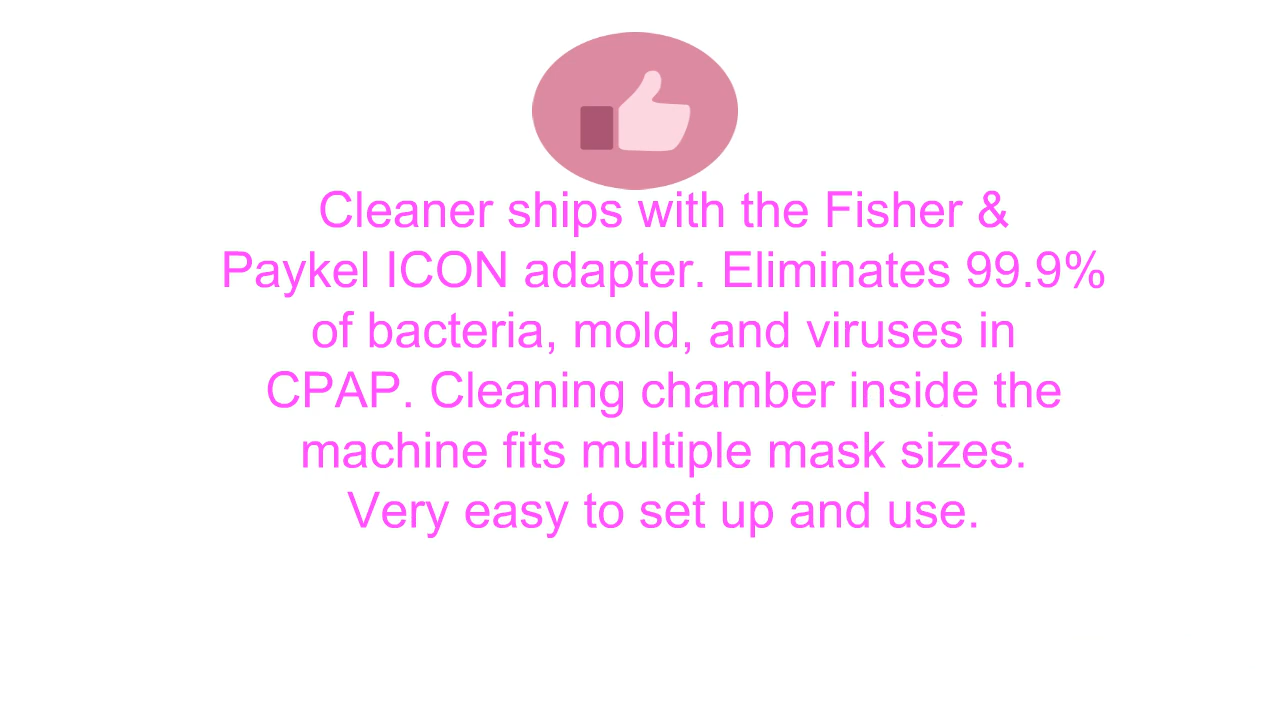 Cleaner ships with the Fisher &
Paykel ICON adapter. Eliminates 99.9%
of bacteria, mold, and viruses in
CPAP. Cleaning chamber inside the
machine fits multiple mask sizes.
Very easy to set up and use.